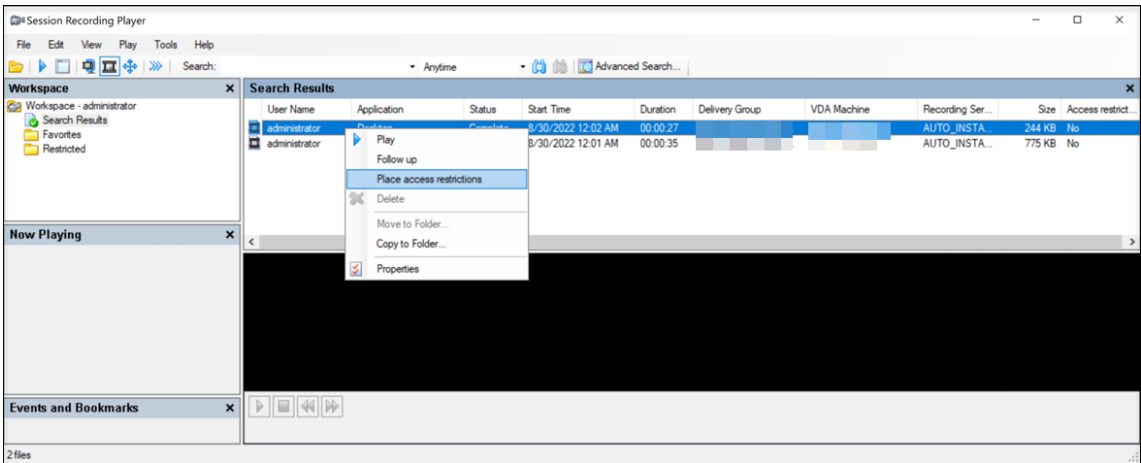 Session Recording Player
File Edit View Play Tools Help
Search: Anytime Advanced Search...
Workspace
Workspace - administrator
Search Results
Favorites
Restricted
Search Results
User Name Application Status Start Time Duration Delivery Group VDA Machine Recording Ser... Size Access restrict...
administrator Desktop Complete 8/30/2022 12:02 AM 00:00:27 AUTO_INSTA... 244 KB No
administrator 8/30/2022 12:01 AM 00:00:35 AUTO_INSTA... 775 KB No
Play
Follow up
Place access restrictions
Delete
Move to Folder...
Copy to Folder...
Properties
Now Playing
Events and Bookmarks
2 files